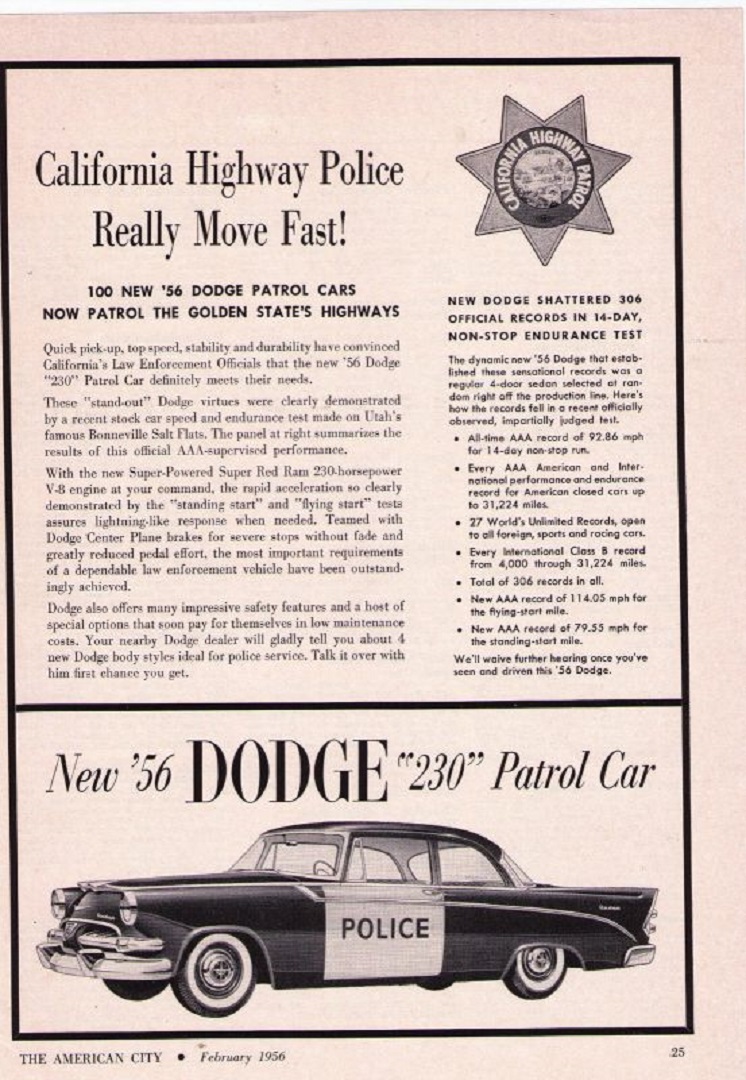 California Highway Police
Really Move Fast!
100 NEW '56 DODGE PATROL CARS
NOW PATROL THE GOLDEN STATE'S HIGHWAYS
Quick pick-up, top speed, stability and durability have convinced
California's Law Enforcement Officials that the new '56 Dodge
"230" Patrol Car definitely meets their needs.
These "stand-out" Dodge virtues were clearly demonstrated
by a recent stock car speed and endurance test made on Utah's
famous Bonneville Salt Flats. The panel at right summarizes the
results of this official AAA-supervised performance.
With the new Super-Powered Super Red Ram 230-horsepower
V-8 engine at your command, the rapid acceleration so clearly
demonstrated by the "standing start" and "flying start" tests
assures lightning-like response when needed. Teamed with
Dodge Center Plane brakes for severe stops without fade and
greatly reduced pedal effort, the most important requirements
of a dependable law enforcement vehicle have been outstand-
ingly achieved.
Dodge also offers many impressive safety features and a host of
special options that soon pay for themselves in low maintenance
costs. Your nearby Dodge dealer will gladly tell you about 4
new Dodge body styles ideal for police service. Talk it over with
him first chance you get.
CALIFORNIA HIGHWAY PATROL
NEW DODGE SHATTERED 306
OFFICIAL RECORDS IN 14-DAY,
NON-STOP ENDURANCE TEST
The dynamic new '56 Dodge that estab-
lished these sensational records was a
regular 4-door sedan selected at ran-
dom right off the production line. Here's
how the records fell in a recent officially
observed, impartially judged test.
• All-time AAA record of 92.86 mph
for 14-day non-stop run.
• Every AAA American and Inter-
national performance and endurance
record for American closed cars up
to 31,224 miles.
• 27 World's Unlimited Records, open
to all foreign, sports and racing cars.
• Every International Class B record
from 4,000 through 31,224 miles.
• Total of 306 records in all.
• New AAA record of 114.05 mph for
the flying-start mile.
• New AAA record of 79.55 mph for
the standing-start mile.
We'll waive further hearing once you've
seen and driven this '56 Dodge.
New '56 DODGE "230" Patrol Car
POLICE
THE AMERICAN CITY • February 1956
25